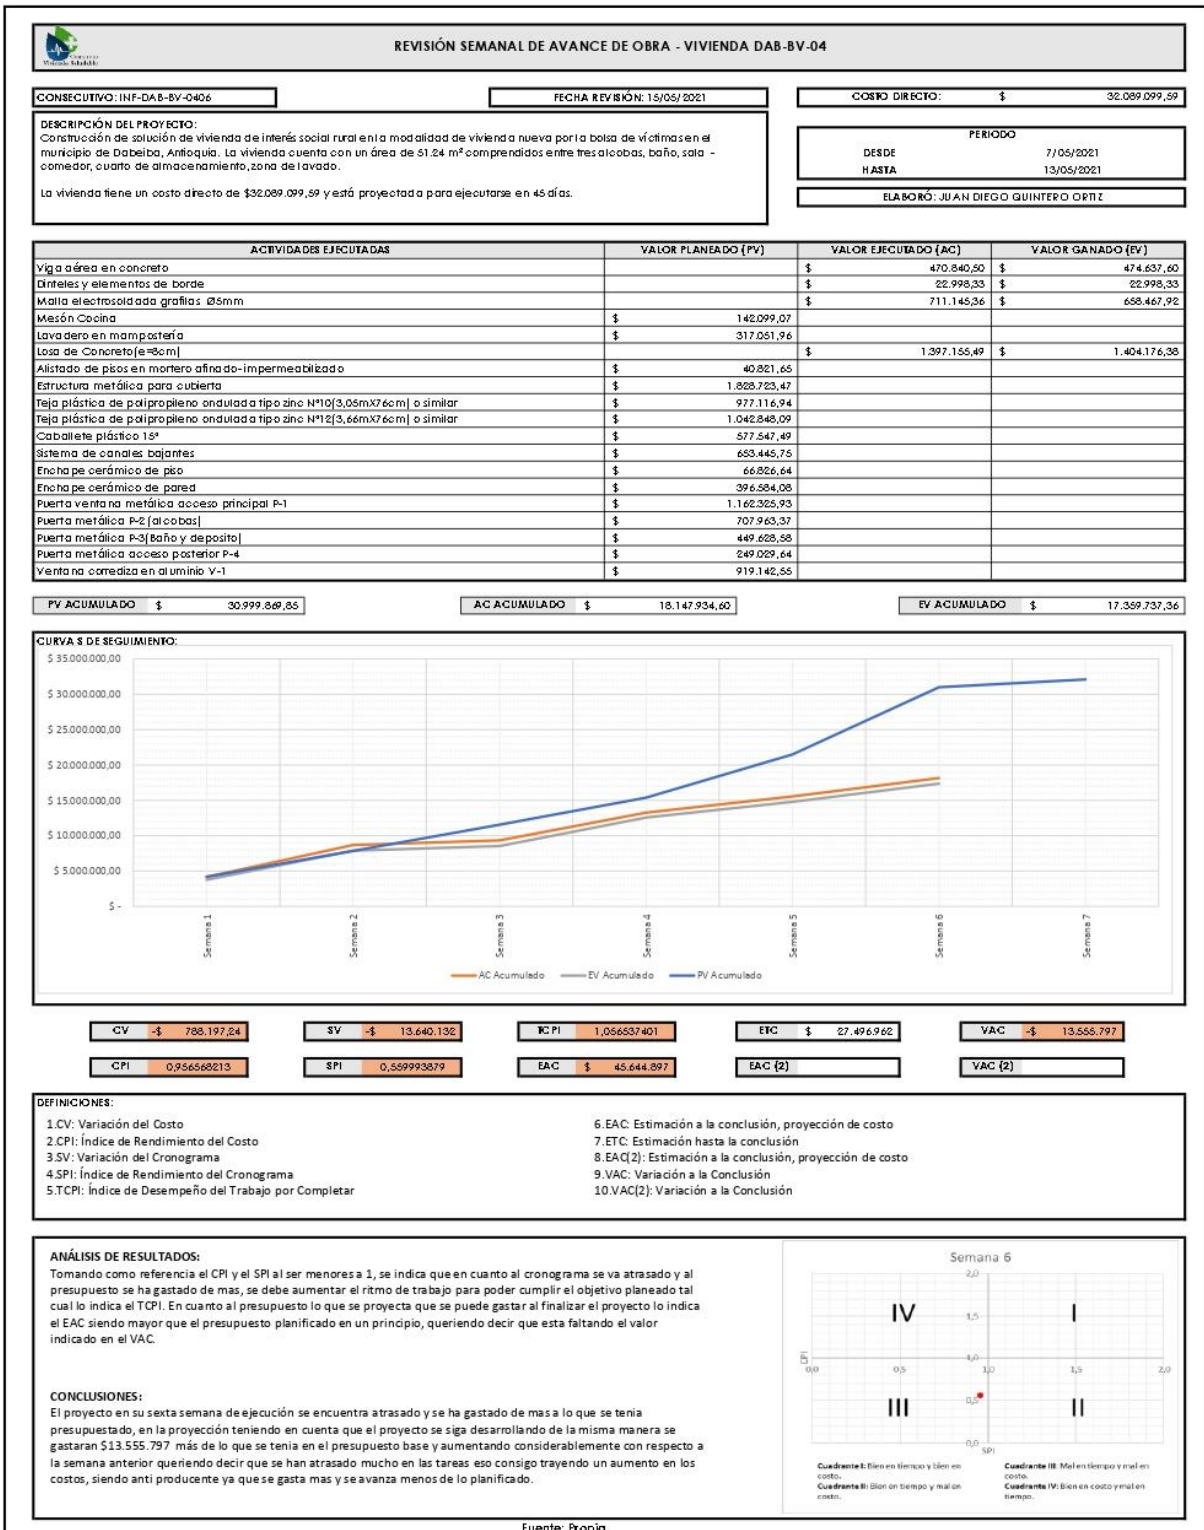 REVISIÓN SEMANAL DE AVANCE DE OBRA - VIVIENDA DAB-BV-04
Vivienda Saludable
CONSECUTIVO: INF-DAB-BV-0406
FECHA REVISIÓN: 15/05/2021
COSTO DIRECTO: $ 32.089.099,59
DESCRIPCIÓN DEL PROYECTO:
Construcción de solución de vivienda de interés social rural en la modalidad de vivienda nueva por la bolsa de víctimas en el
municipio de Dabeiba, Antioquia. La vivienda cuenta con un área de 51.24 m² comprendidos entre tres alcobas, baño, sala -
comedor, cuarto de almacenamiento, zona de lavado.
La vivienda tiene un costo directo de $32.089.099,59 y está proyectada para ejecutarse en 45 días.
PERIODO
DESDE 7/05/2021
HASTA 13/05/2021
ELABORÓ: JUAN DIEGO QUINTERO ORTIZ
ACTIVIDADES EJECUTADAS VALOR PLANEADO (PV) VALOR EJECUTADO (AC) VALOR GANADO (EV)
Viga aérea en concreto $ 470.840,50 $ 474.637,60
Dinteles y elementos de borde $ 22.998,33 $ 22.998,33
Malla electrosoldada grafilas Ø5mm $ 711.145,36 $ 658.467,92
Mesón Cocina $ 142.099,07
Lavadero en mampostería $ 317.051,96
Losa de Concreto(e=8cm) $ 1.397.155,49 $ 1.404.176,38
Alistado de pisos en mortero afinado-impermeabilizado $ 40.821,65
Estructura metálica para cubierta $ 1.828.723,47
Teja plástica de polipropileno ondulada tipo zinc N°10(3,05mX76cm) o similar $ 977.116,94
Teja plástica de polipropileno ondulada tipo zinc N°12(3,66mX76cm) o similar $ 1.042.848,09
Caballete plástico 15° $ 577.547,49
Sistema de canales bajantes $ 653.445,75
Enchape cerámico de piso $ 66.826,64
Enchape cerámico de pared $ 396.584,08
Puerta ventana metálica acceso principal P-1 $ 1.162.325,93
Puerta metálica P-2 (alcobas) $ 707.963,37
Puerta metálica P-3(Baño y deposito) $ 449.628,58
Puerta metálica acceso posterior P-4 $ 249.029,64
Ventana corrediza en aluminio V-1 $ 919.142,55
PV ACUMULADO $ 30.999.869,85
AC ACUMULADO $ 18.147.934,60
EV ACUMULADO $ 17.359.737,36
CURVA S DE SEGUIMIENTO:
$ 35.000.000,00
$ 30.000.000,00
$ 25.000.000,00
$ 20.000.000,00
$ 15.000.000,00
$ 10.000.000,00
$ 5.000.000,00
$ -
Semana 1
Semana 2
Semana 3
Semana 4
Semana 5
Semana 6
Semana 7
AC Acumulado EV Acumulado PV Acumulado
CV -$ 788.197,24
SV -$ 13.640.132
TCPI 1,056537401
ETC $ 27.496.962
VAC -$ 13.555.797
CPI 0,956568213
SPI 0,559993879
EAC $ 45.644.897
EAC (2)
VAC (2)
DEFINICIONES:
1.CV: Variación del Costo
2.CPI: Índice de Rendimiento del Costo
3.SV: Variación del Cronograma
4.SPI: Índice de Rendimiento del Cronograma
5.TCPI: Índice de Desempeño del Trabajo por Completar
6.EAC: Estimación a la conclusión, proyección de costo
7.ETC: Estimación hasta la conclusión
8.EAC(2): Estimación a la conclusión, proyección de costo
9.VAC: Variación a la Conclusión
10.VAC(2): Variación a la Conclusión
ANÁLISIS DE RESULTADOS:
Tomando como referencia el CPI y el SPI al ser menores a 1, se indica que en cuanto al cronograma se va atrasado y al
presupuesto se ha gastado de mas, se debe aumentar el ritmo de trabajo para poder cumplir el objetivo planeado tal
cual lo indica el TCPI. En cuanto al presupuesto lo que se proyecta que se puede gastar al finalizar el proyecto lo indica
el EAC siendo mayor que el presupuesto planificado en un principio, queriendo decir que esta faltando el valor
indicado en el VAC.
CONCLUSIONES:
El proyecto en su sexta semana de ejecución se encuentra atrasado y se ha gastado de mas a lo que se tenia
presupuestado, en la proyección teniendo en cuenta que el proyecto se siga desarrollando de la misma manera se
gastaran $13.555.797 más de lo que se tenia en el presupuesto base y aumentando considerablemente con respecto a
la semana anterior queriendo decir que se han atrasado mucho en las tareas eso consigo trayendo un aumento en los
costos, siendo anti producente ya que se gasta mas y se avanza menos de lo planificado.
Semana 6
2,0
IV I
1,5
CPI
1,0
0,0 0,5 1,0 1,5 2,0
0,5
III II
0,0
SPI
Cuadrante I: Bien en tiempo y bien en
costo.
Cuadrante II: Bien en tiempo y mal en
costo.
Cuadrante III: Mal en tiempo y mal en
costo.
Cuadrante IV: Bien en costo y mal en
tiempo.
Fuente: Propia